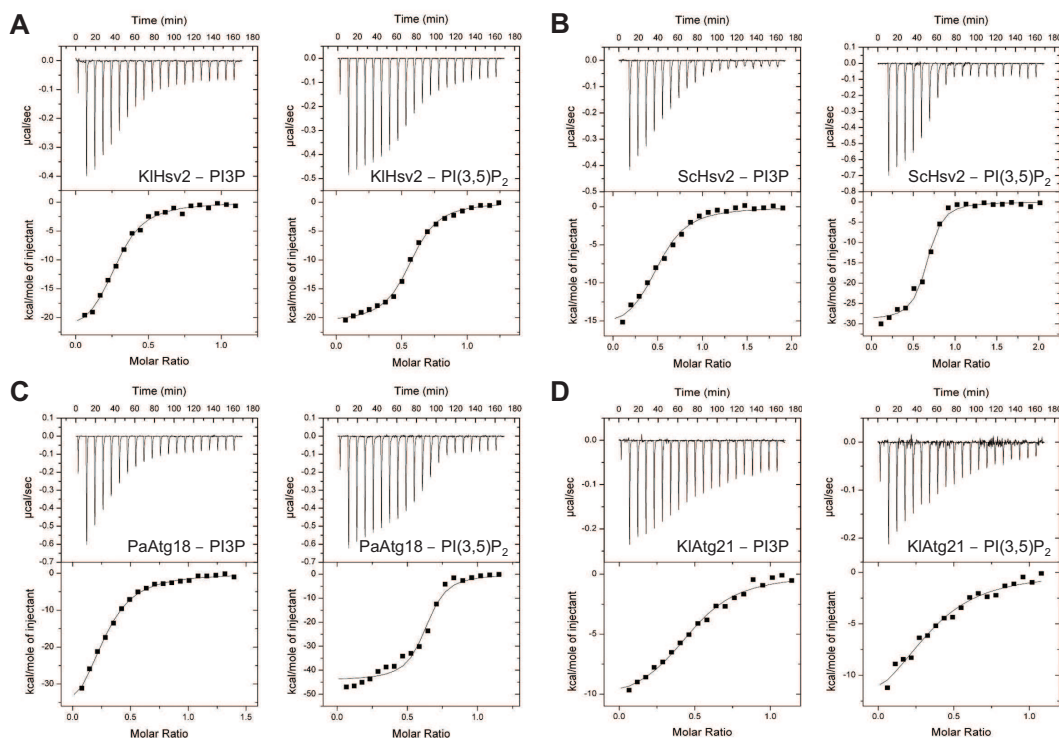 A
Time (min)
0 20 40 60 80 100 120 140 160 180
0.0
-0.1
-0.2
-0.3
-0.4
µcal/sec
KlHsv2 – PI3P
0
-5
-10
-15
-20
kcal/mole of injectant
0.0 0.5 1.0
Molar Ratio
Time (min)
0 20 40 60 80 100 120 140 160 180
0.0
-0.1
-0.2
-0.3
-0.4
-0.5
KlHsv2 – PI(3,5)P2
0
-5
-10
-15
-20
0.0 0.5 1.0
Molar Ratio
B
Time (min)
0 20 40 60 80 100 120 140 160 180
0.0
-0.1
-0.2
-0.3
-0.4
-0.5
µcal/sec
ScHsv2 – PI3P
0
-5
-10
-15
kcal/mole of injectant
0.0 0.5 1.0 1.5 2.0
Molar Ratio
Time (min)
0 20 40 60 80 100 120 140 160 180
0.1
0.0
-0.1
-0.2
-0.3
-0.4
-0.5
-0.6
-0.7
-0.8
ScHsv2 – PI(3,5)P2
0
-5
-10
-15
-20
-25
-30
0.0 0.5 1.0 1.5 2.0
Molar Ratio
C
Time (min)
0 20 40 60 80 100 120 140 160 180
0.1
0.0
-0.1
-0.2
-0.3
-0.4
-0.5
-0.6
-0.7
µcal/sec
PaAtg18 – PI3P
0
-10
-20
-30
kcal/mole of injectant
0.0 0.5 1.0 1.5
Molar Ratio
Time (min)
0 20 40 60 80 100 120 140 160 180
0.1
0.0
-0.1
-0.2
-0.3
-0.4
-0.5
-0.6
-0.7
PaAtg18 – PI(3,5)P2
0
-10
-20
-30
-40
-50
0.0 0.5 1.0
Molar Ratio
D
Time (min)
0 20 40 60 80 100 120 140 160 180
0.0
-0.1
-0.2
µcal/sec
KlAtg21 – PI3P
0
-5
-10
kcal/mole of injectant
0.0 0.5 1.0
Molar Ratio
Time (min)
0 20 40 60 80 100 120 140 160 180
0.0
-0.1
-0.2
KlAtg21 – PI(3,5)P2
0
-5
-10
0.0 0.5 1.0
Molar Ratio